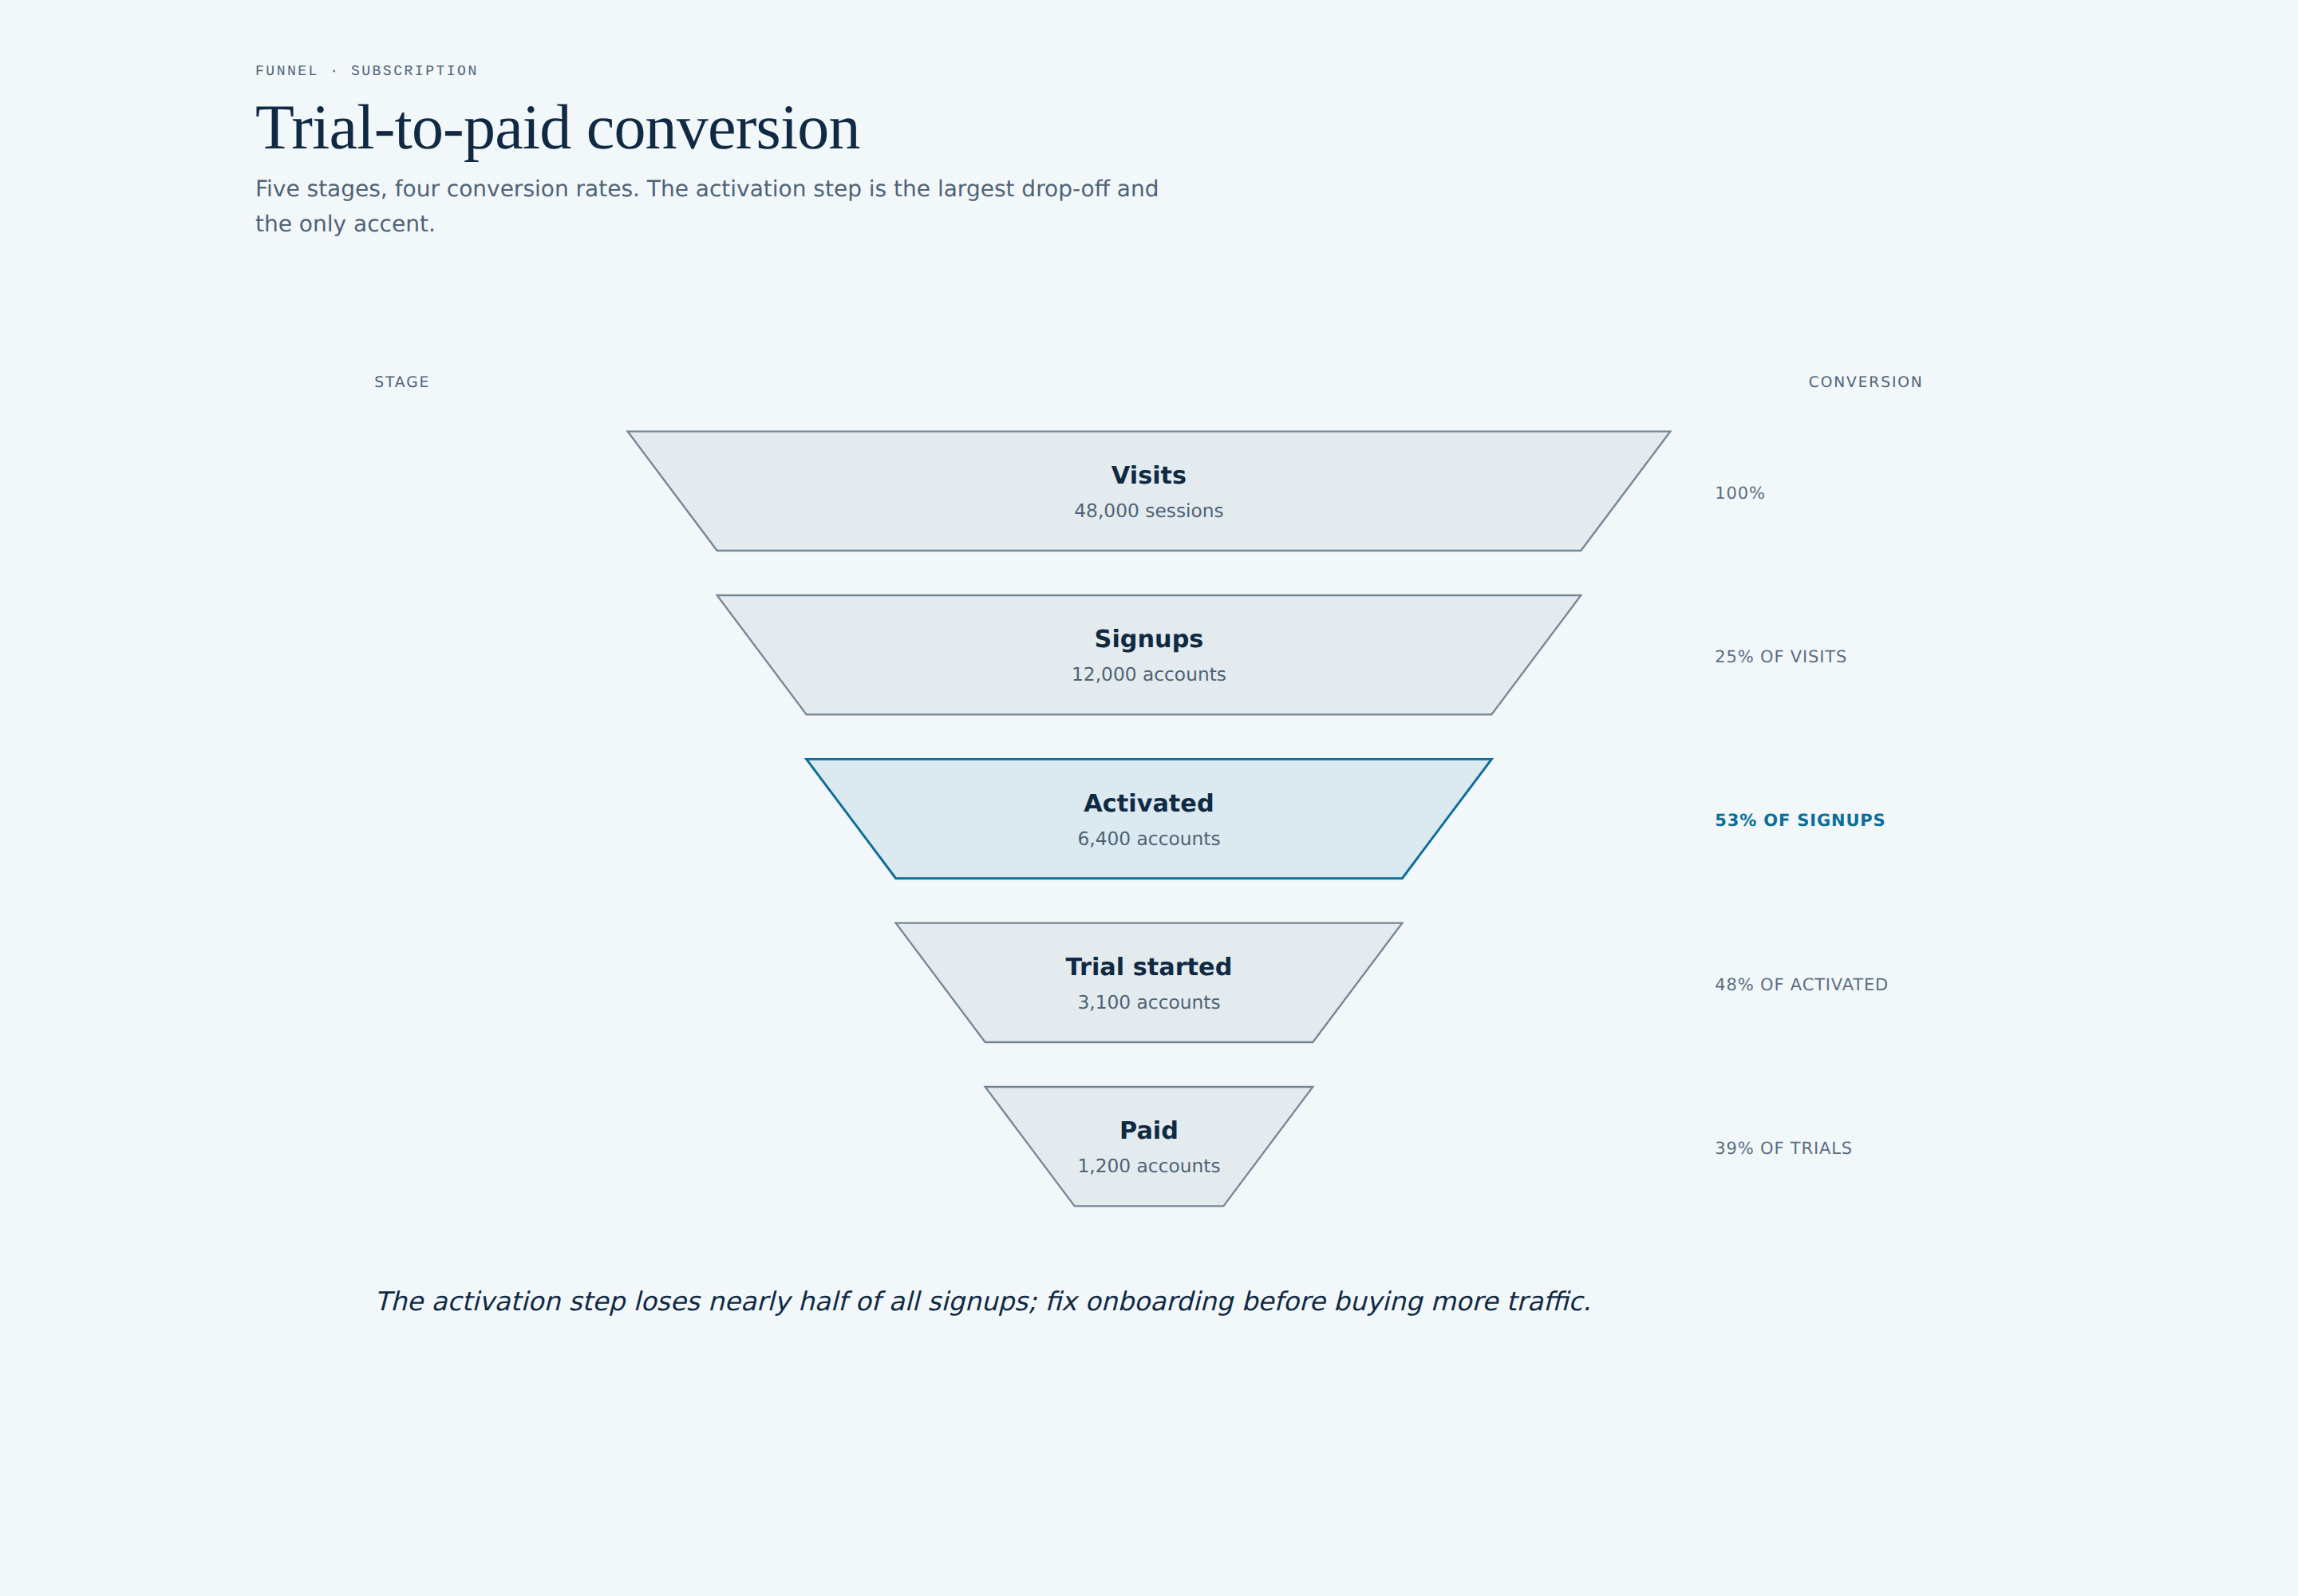 FUNNEL · SUBSCRIPTION
Trial-to-paid conversion
Five stages, four conversion rates. The activation step is the largest drop-off and
the only accent.
STAGE
CONVERSION
Visits
48,000 sessions
100%
Signups
12,000 accounts
25% OF VISITS
Activated
6,400 accounts
53% OF SIGNUPS
Trial started
3,100 accounts
48% OF ACTIVATED
Paid
1,200 accounts
39% OF TRIALS
The activation step loses nearly half of all signups; fix onboarding before buying more traffic.